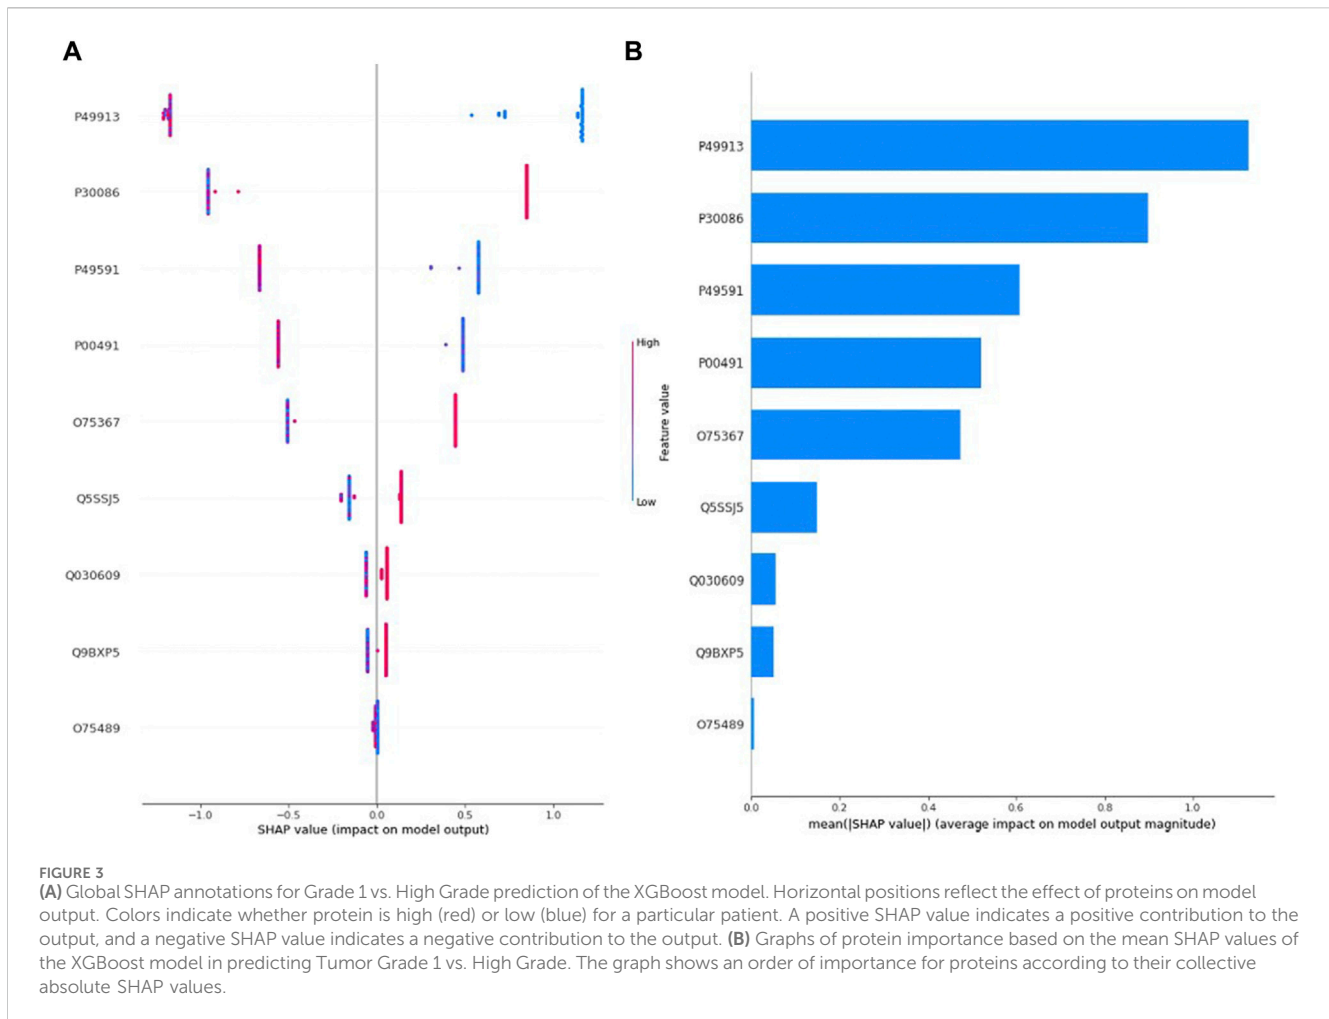 A
P49913
P30086
P49591
P00491
O75367
Q5SSJ5
Q030609
Q9BXP5
O75489
−1.0 −0.5 0.0 0.5 1.0
SHAP value (impact on model output)
High
Feature value
Low
B
P49913
P30086
P49591
P00491
O75367
Q5SSJ5
Q030609
Q9BXP5
O75489
0.0 0.2 0.4 0.6 0.8 1.0
mean(|SHAP value|) (average impact on model output magnitude)
FIGURE 3
(A) Global SHAP annotations for Grade 1 vs. High Grade prediction of the XGBoost model. Horizontal positions reflect the effect of proteins on model
output. Colors indicate whether protein is high (red) or low (blue) for a particular patient. A positive SHAP value indicates a positive contribution to the
output, and a negative SHAP value indicates a negative contribution to the output. (B) Graphs of protein importance based on the mean SHAP values of
the XGBoost model in predicting Tumor Grade 1 vs. High Grade. The graph shows an order of importance for proteins according to their collective
absolute SHAP values.